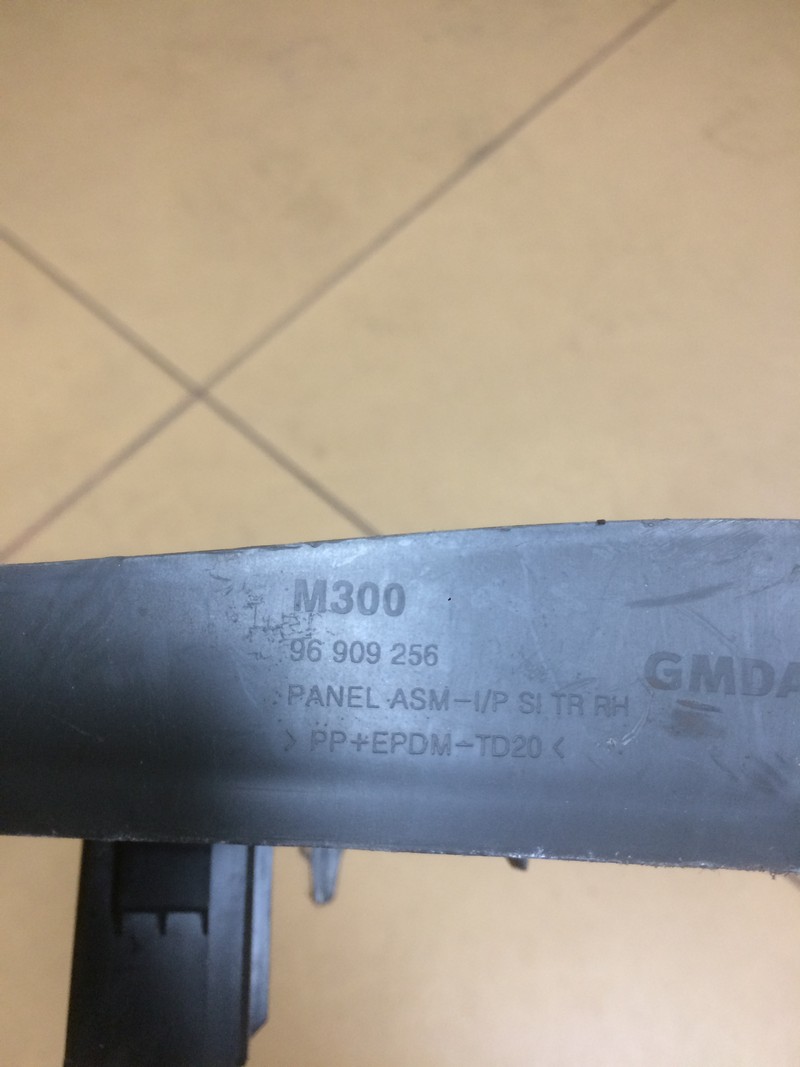 M300
96 909 256
PANEL ASM-I/P SI TR RH
> PP+EPDM-TD20 <
GMDA